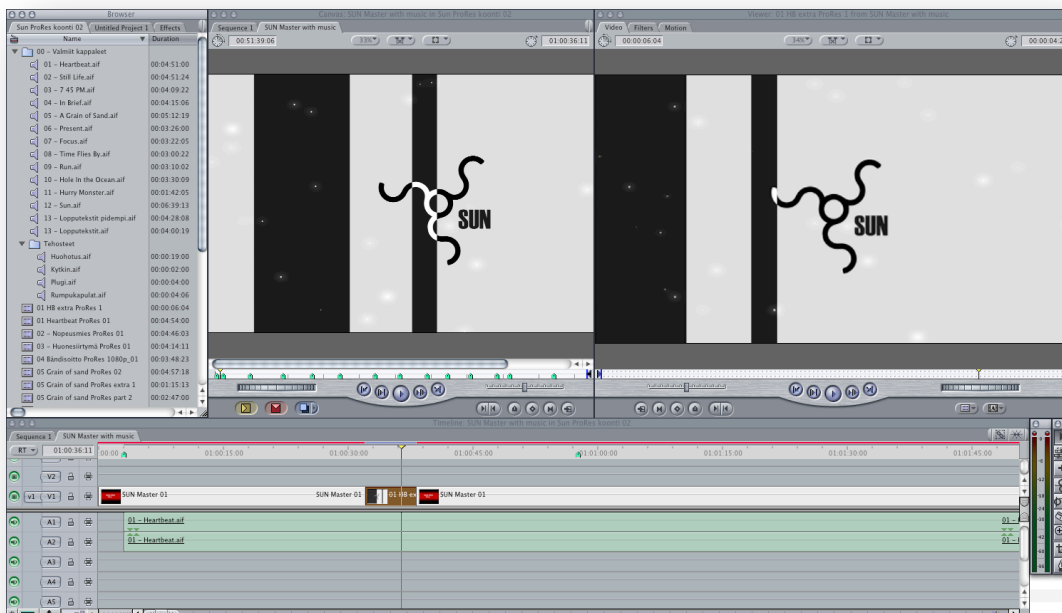 Browser
Sun ProRes koonti 02 Untitled Project 1 Effects
Name Duration
00 – Valmiit kappaleet
01 – Heartbeat.aif 00:04:51:00
02 – Still Life.aif 00:04:51:24
03 – 7 45 PM.aif 00:04:09:22
04 – In Brief.aif 00:04:15:06
05 – A Grain of Sand.aif 00:05:12:19
06 – Present.aif 00:03:26:00
07 – Focus.aif 00:03:22:05
08 – Time Flies By.aif 00:03:00:22
09 – Run.aif 00:03:10:02
10 – Hole In the Ocean.aif 00:03:30:09
11 – Hurry Monster.aif 00:01:42:05
12 – Sun.aif 00:06:39:13
13 – Lopputekstit pidempi.aif 00:04:28:08
13 – Lopputekstit.aif 00:04:00:19
Tehosteet
Huohotus.aif 00:00:19:00
Kytkin.aif 00:00:02:00
Plugi.aif 00:00:04:00
Rumpukapulat.aif 00:00:04:06
01 HB extra ProRes 1 00:00:06:04
01 Heartbeat ProRes 01 00:04:54:00
02 – Nopeusmies ProRes 01 00:04:46:03
03 – Huonesiirtymä ProRes 01 00:04:14:11
04 Bändisoitto ProRes 1080p_01 00:03:48:23
05 Grain of sand ProRes 02 00:04:57:18
05 Grain of sand ProRes extra 1 00:01:15:13
05 Grain of sand ProRes part 2 00:02:47:00
Canvas: SUN Master with music in Sun ProRes koonti 02
Sequence 1 SUN Master with music
00:51:39:06 33% 01:00:36:11
SUN
Viewer: 01 HB extra ProRes 1 from SUN Master with music
Video Filters Motion
00:00:06:04 34% 00:00:04:2
SUN
Timeline: SUN Master with music in Sun ProRes koonti 02
Sequence 1 SUN Master with music
RT 01:00:36:11 00:00 01:00:15:00 01:00:30:00 01:00:45:00 01:01:00:00 01:01:15:00 01:01:30:00 01:01:45:00
V2
v1 V1 SUN Master 01 SUN Master 01 01 HB ex SUN Master 01
A1 01 – Heartbeat.aif 01 –
A2 01 – Heartbeat.aif 01 –
A3
A4
A5